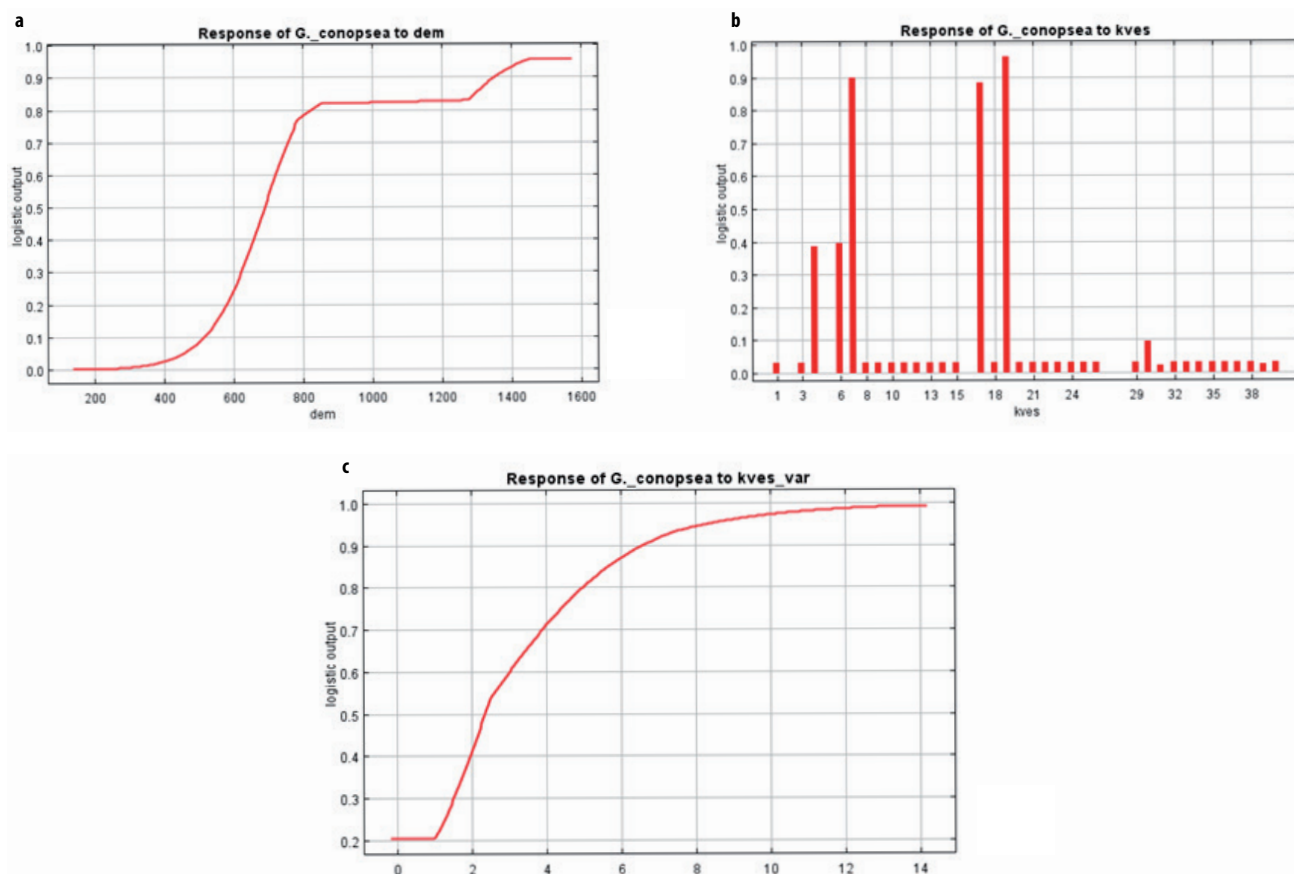 a
Response of G._conopsea to dem
1.0
0.9
0.8
0.7
0.6
0.5
0.4
0.3
0.2
0.1
0.0
logistic output
200 400 600 800 1000 1200 1400 1600
dem
b
Response of G._conopsea to kves
1.0
0.9
0.8
0.7
0.6
0.5
0.4
0.3
0.2
0.1
0.0
logistic output
1 3 6 8 10 13 15 18 21 24 29 32 35 38
kves
c
Response of G._conopsea to kves_var
1.0
0.9
0.8
0.7
0.6
0.5
0.4
0.3
0.2
logistic output
0 2 4 6 8 10 12 14